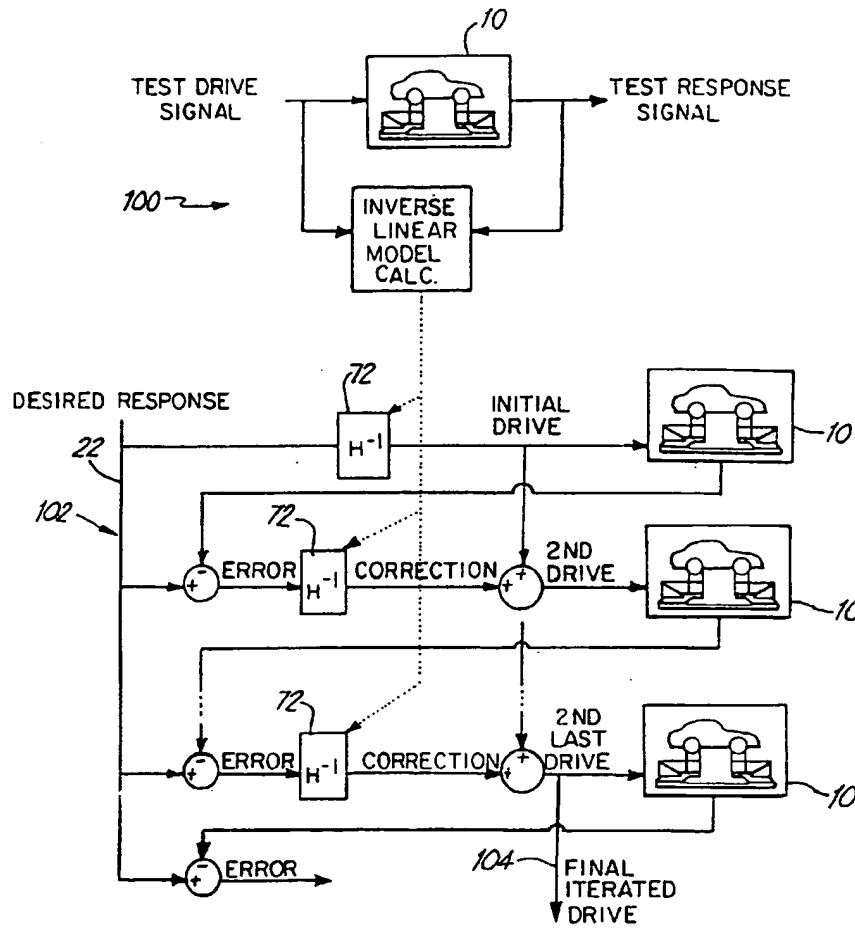 10
TEST DRIVE
SIGNAL
TEST RESPONSE
SIGNAL
100
INVERSE
LINEAR
MODEL
CALC.
DESIRED RESPONSE
72
H⁻¹
INITIAL
DRIVE
10
22
102
+ -
ERROR
72
H⁻¹
CORRECTION
+ +
2ND
DRIVE
10
+ -
ERROR
72
H⁻¹
CORRECTION
+ +
2ND
LAST
DRIVE
10
+ -
ERROR
104
FINAL
ITERATED
DRIVE